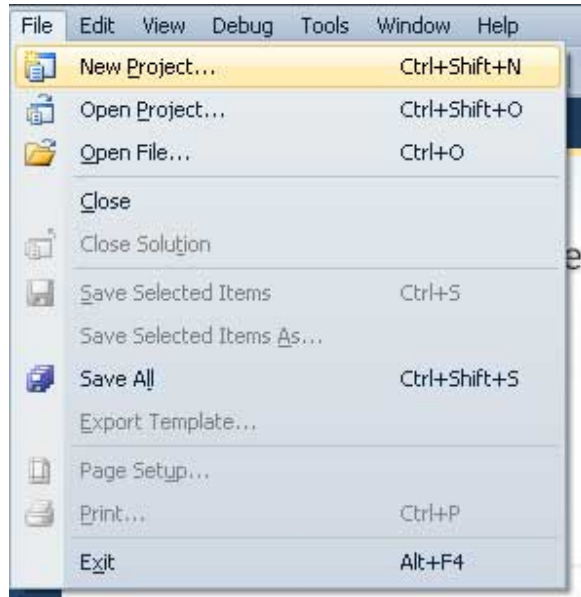 File Edit View Debug Tools Window Help
New Project... Ctrl+Shift+N
Open Project... Ctrl+Shift+O
Open File... Ctrl+O
Close
Close Solution
Save Selected Items Ctrl+S
Save Selected Items As...
Save All Ctrl+Shift+S
Export Template...
Page Setup...
Print... Ctrl+P
Exit Alt+F4